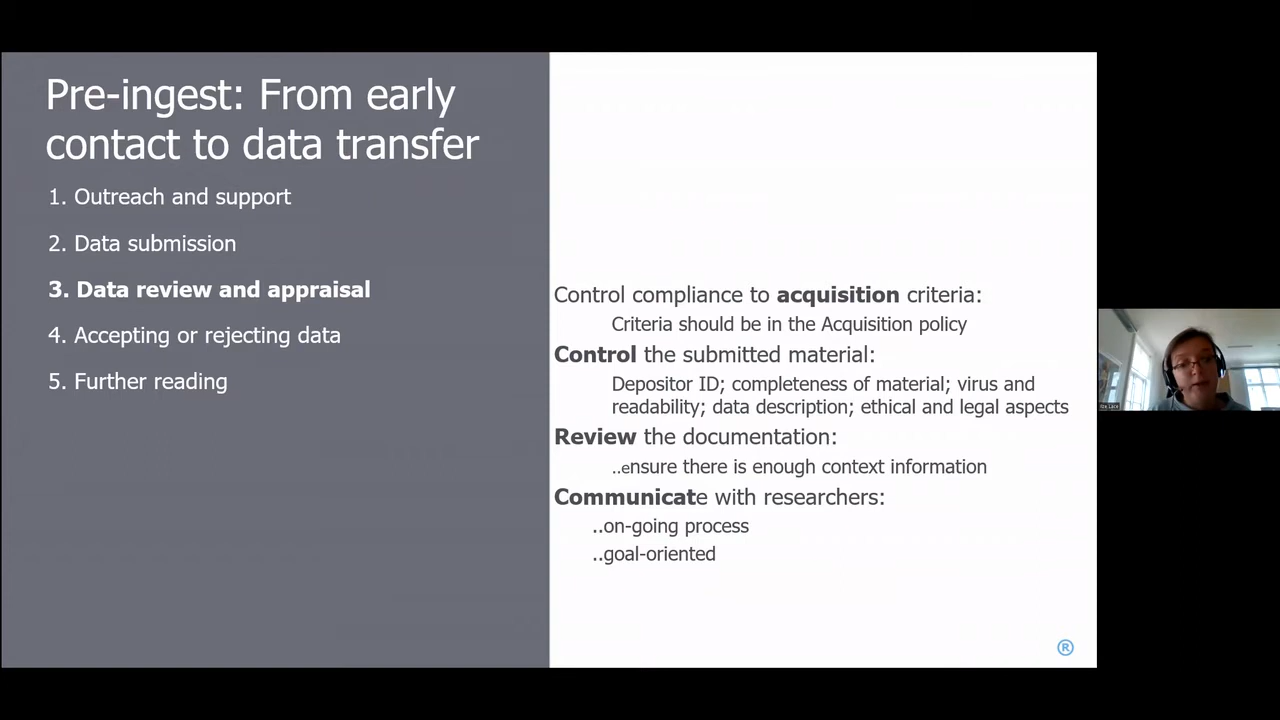 Pre-ingest: From early
contact to data transfer
1. Outreach and support
2. Data submission
3. Data review and appraisal
4. Accepting or rejecting data
5. Further reading
Control compliance to acquisition criteria:
Criteria should be in the Acquisition policy
Control the submitted material:
Depositor ID; completeness of material; virus and
readability; data description; ethical and legal aspects
Review the documentation:
..ensure there is enough context information
Communicate with researchers:
..on-going process
..goal-oriented
®